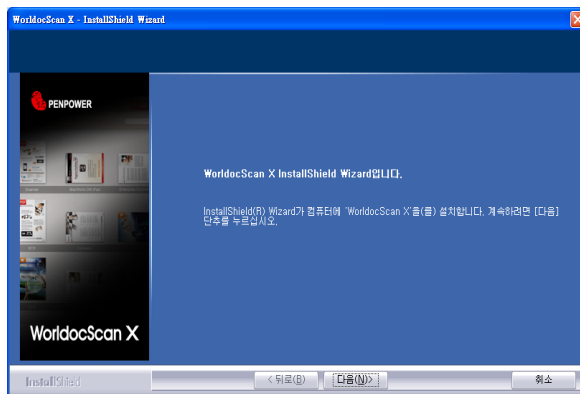 WorldocScan X - InstallShield Wizard
PENPOWER
WorldocScan X InstallShield Wizard입니다.
InstallShield(R) Wizard가 컴퓨터에 'WorldocScan X'을(를) 설치합니다. 계속하려면 [다음]
단추를 누르십시오.
WorldocScan X
InstallShield
< 뒤로(B)
다음(N)>
취소